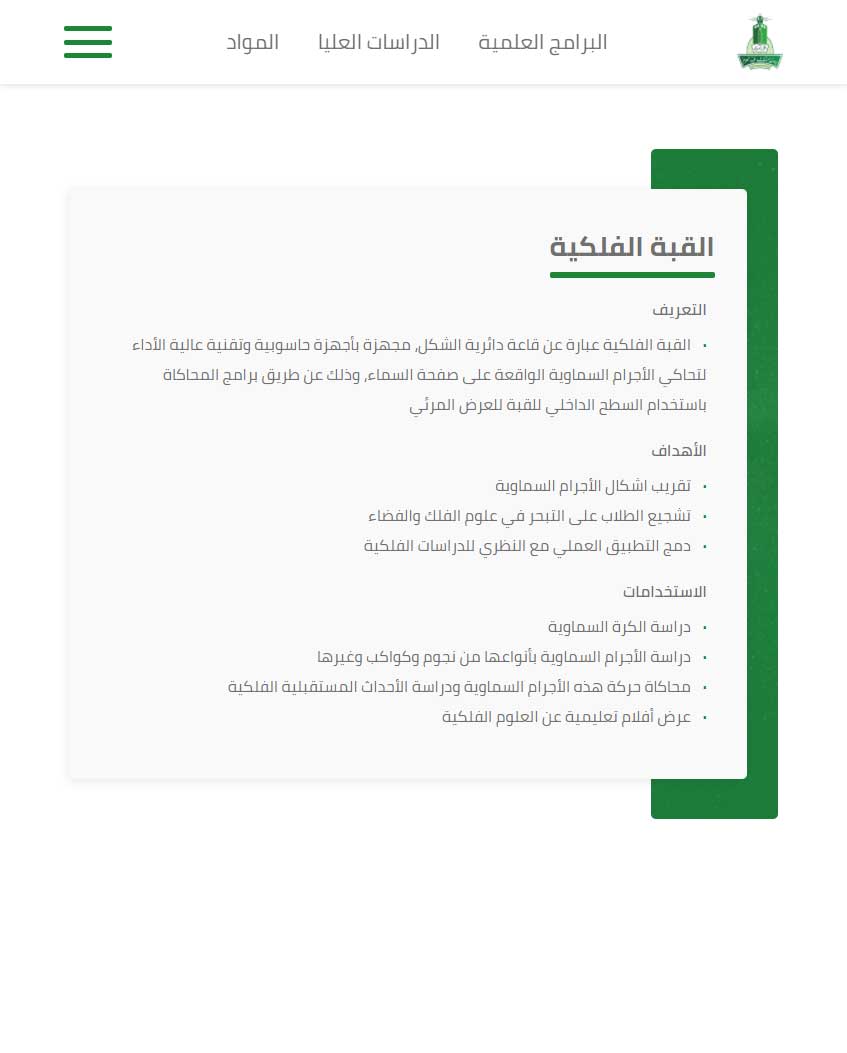 البرامج العلمية
الدراسات العليا
المواد
القبة الفلكية
التعريف
القبة الفلكية عبارة عن قاعة دائرية الشكل, مجهزة بأجهزة حاسوبية وتقنية عالية الأداء
لتحاكي الأجرام السماوية الواقعة على صفحة السماء, وذلك عن طريق برامج المحاكاة
باستخدام السطح الداخلي للقبة للعرض المرئي
الأهداف
تقريب اشكال الأجرام السماوية
تشجيع الطلاب على التبحر في علوم الفلك والفضاء
دمج التطبيق العملي مع النظري للدراسات الفلكية
الاستخدامات
دراسة الكرة السماوية
دراسة الأجرام السماوية بأنواعها من نجوم وكواكب وغيرها
محاكاة حركة هذه الأجرام السماوية ودراسة الأحداث المستقبلية الفلكية
عرض أفلام تعليمية عن العلوم الفلكية